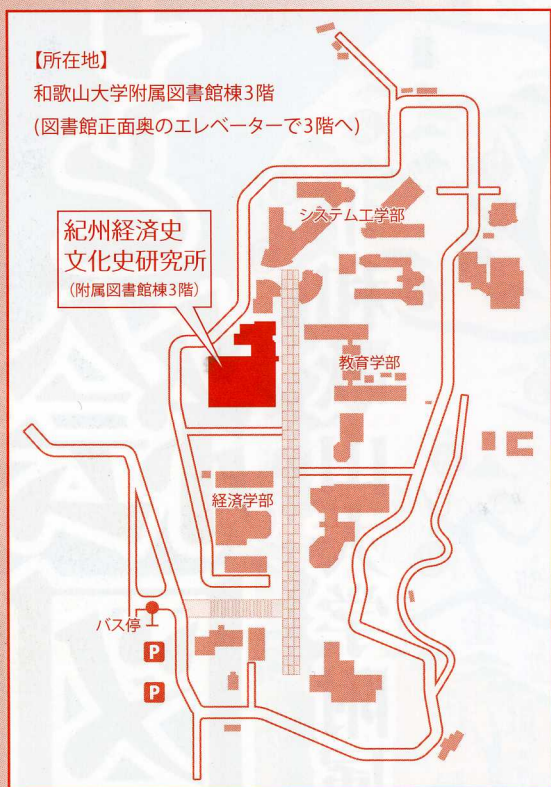 【所在地】
和歌山大学附属図書館棟3階
(図書館正面奥のエレベーターで3階へ)
システム工学部
紀州経済史
文化史研究所
(附属図書館棟3階)
教育学部
経済学部
バス停
P
P